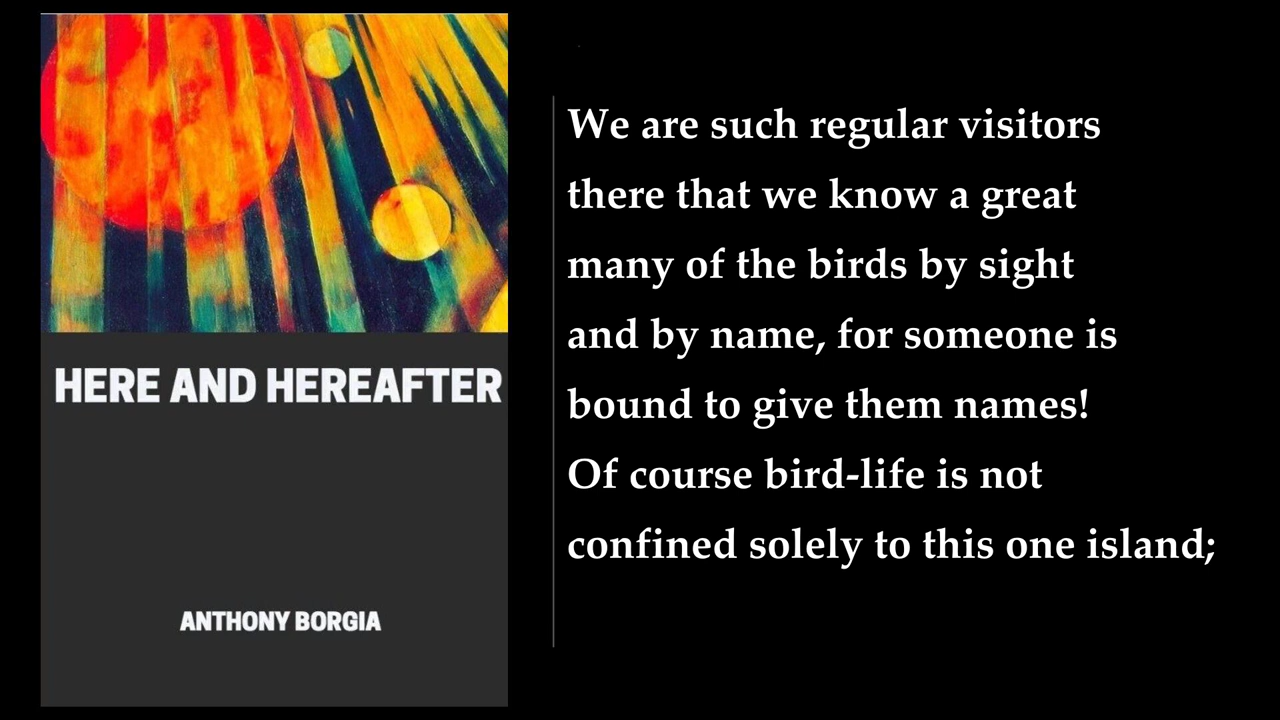 HERE AND HEREAFTER
ANTHONY BORGIA
We are such regular visitors
there that we know a great
many of the birds by sight
and by name, for someone is
bound to give them names!
Of course bird-life is not
confined solely to this one island;